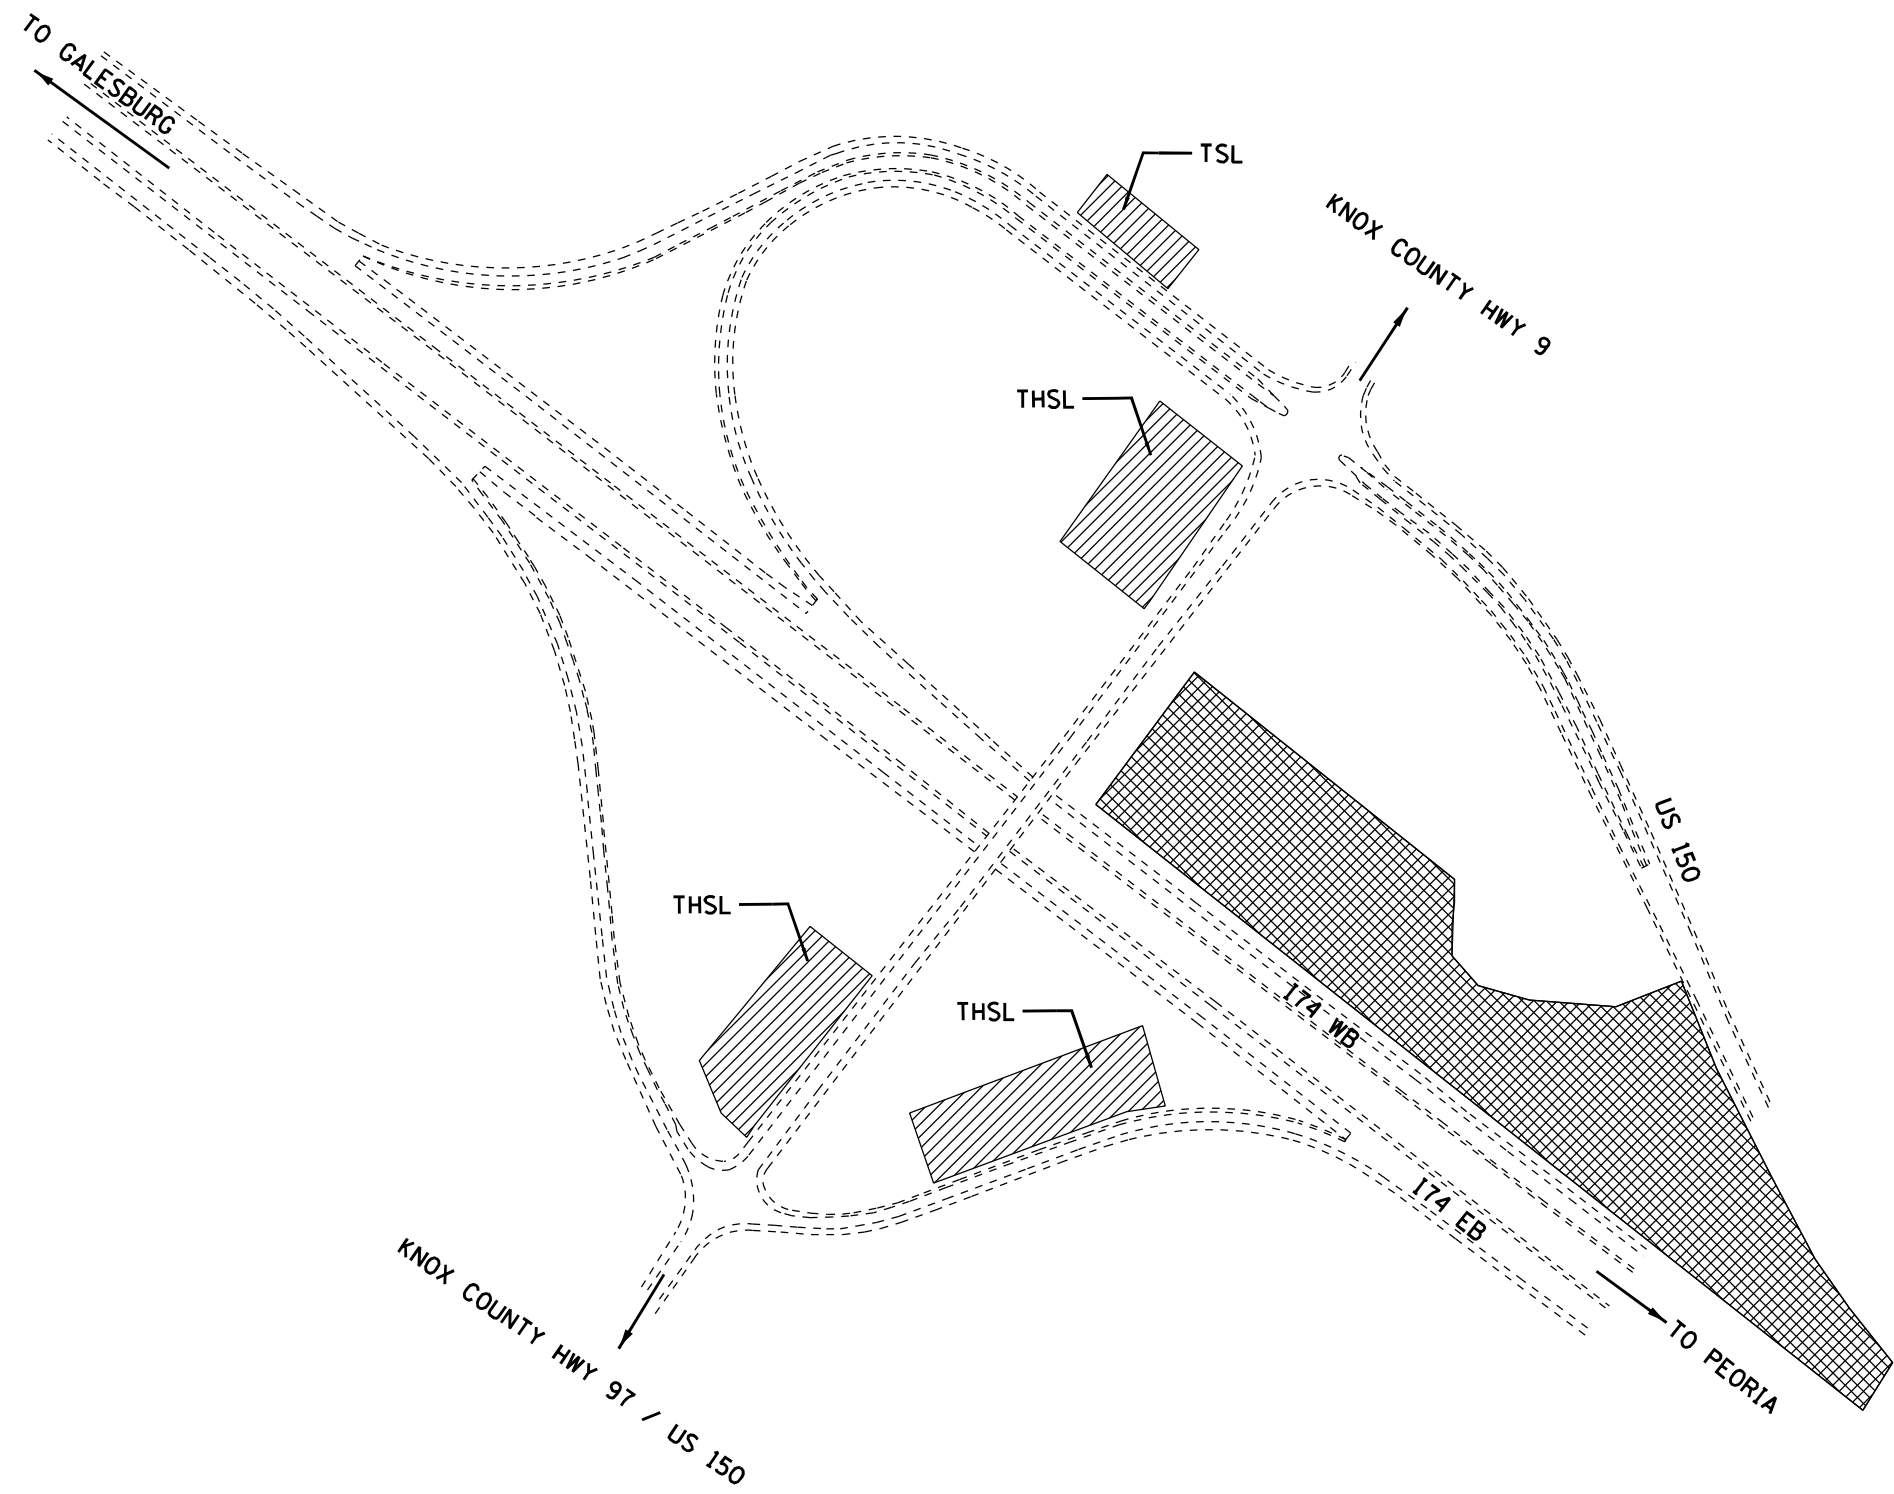 TO GALESBURG
TSL
KNOX COUNTY HWY 9
THSL
US 150
THSL
THSL
I74 WB
I74 EB
KNOX COUNTY HWY 97 / US 150
TO PEORIA